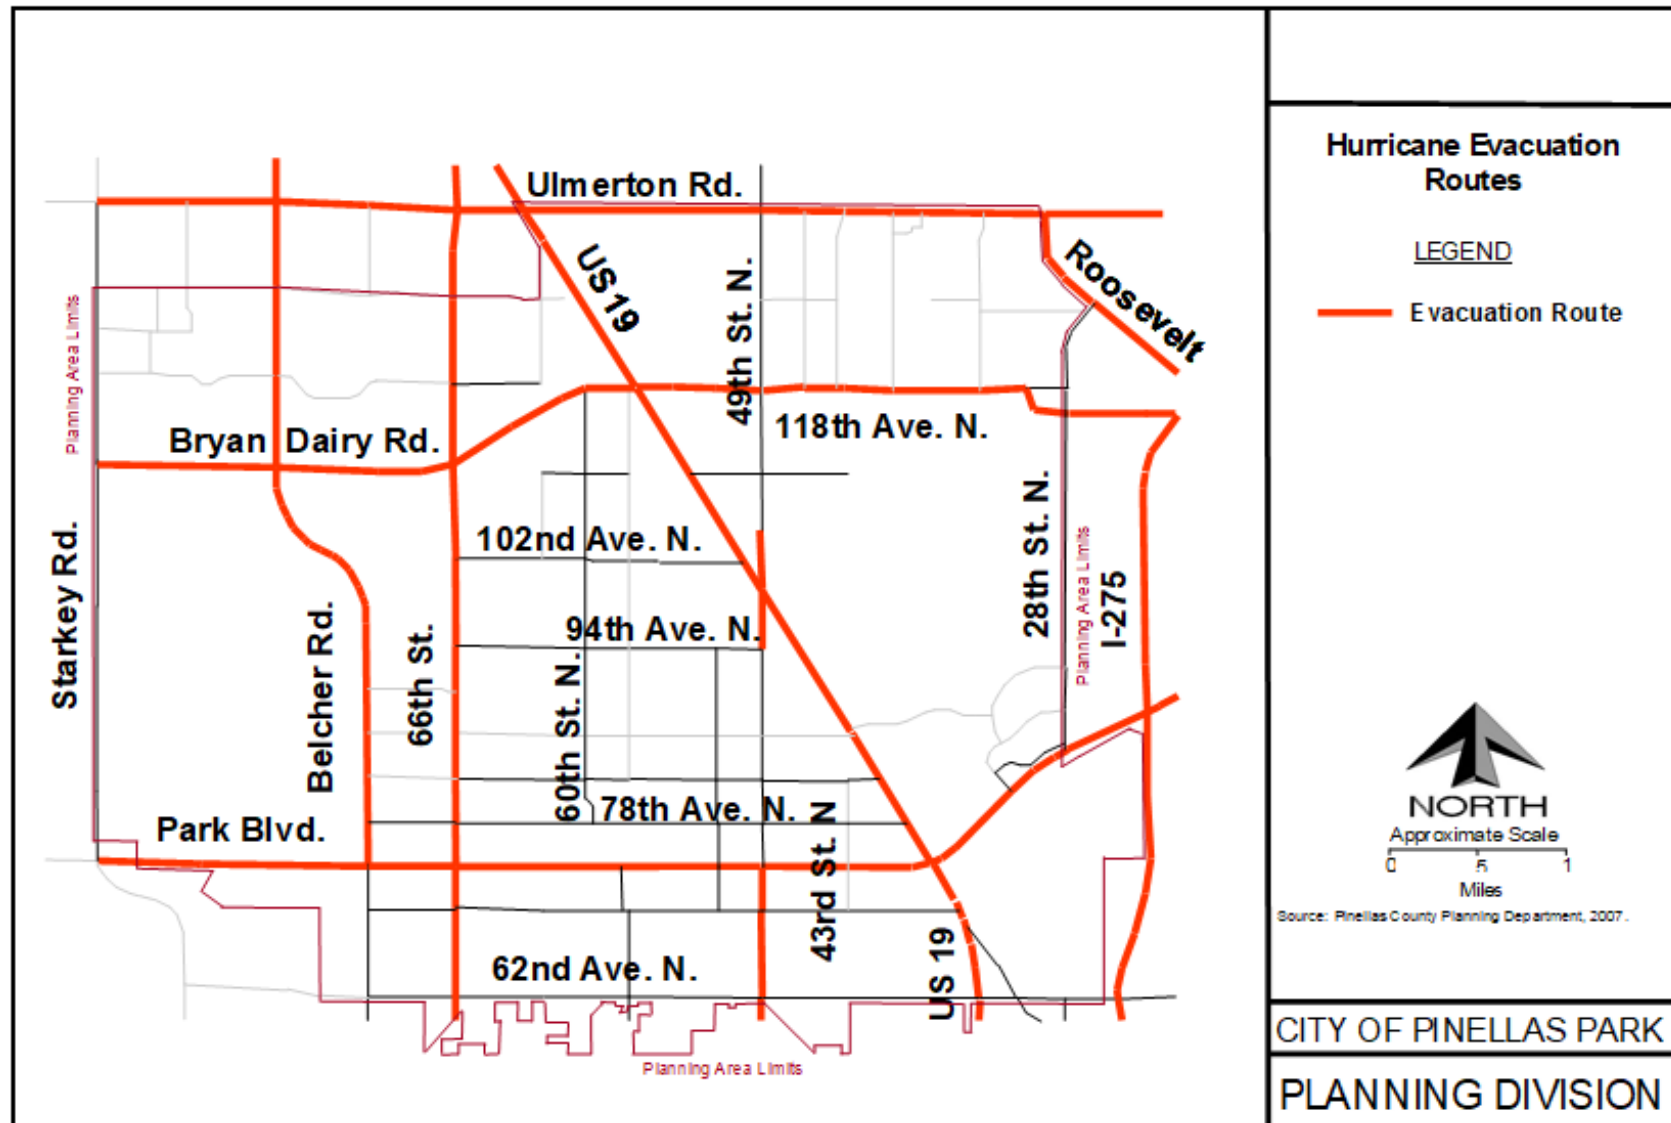 Ulmerton Rd.
US 19
Roosevelt
49th St. N.
Planning Area Limits
118th Ave. N.
Bryan Dairy Rd.
28th St. N.
Planning Area Limits
I-275
102nd Ave. N.
Starkey Rd.
94th Ave. N.
Belcher Rd.
66th St.
60th St. N.
78th Ave. N.
Park Blvd.
43rd St. N
US 19
62nd Ave. N.
Planning Area Limits
Hurricane Evacuation
Routes
LEGEND
Evacuation Route
NORTH
Approximate Scale
0 .5 1
Miles
Source: Pinellas County Planning Department, 2007.
CITY OF PINELLAS PARK
PLANNING DIVISION